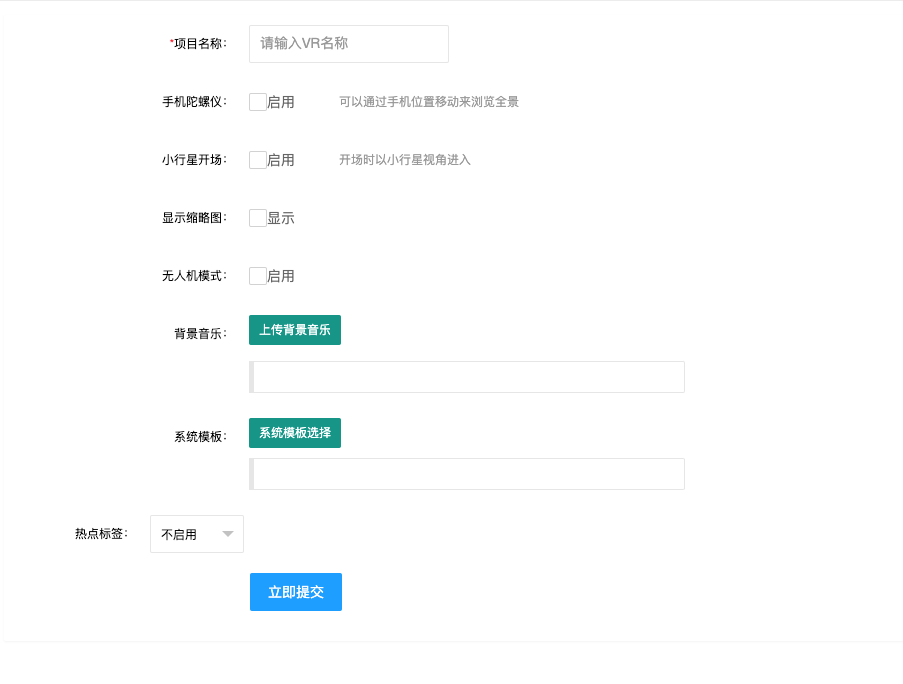 *项目名称： 请输入VR名称
手机陀螺仪： 启用 可以通过手机位置移动来浏览全景
小行星开场： 启用 开场时以小行星视角进入
显示缩略图： 显示
无人机模式： 启用
背景音乐： 上传背景音乐
系统模板： 系统模板选择
热点标签： 不启用
立即提交